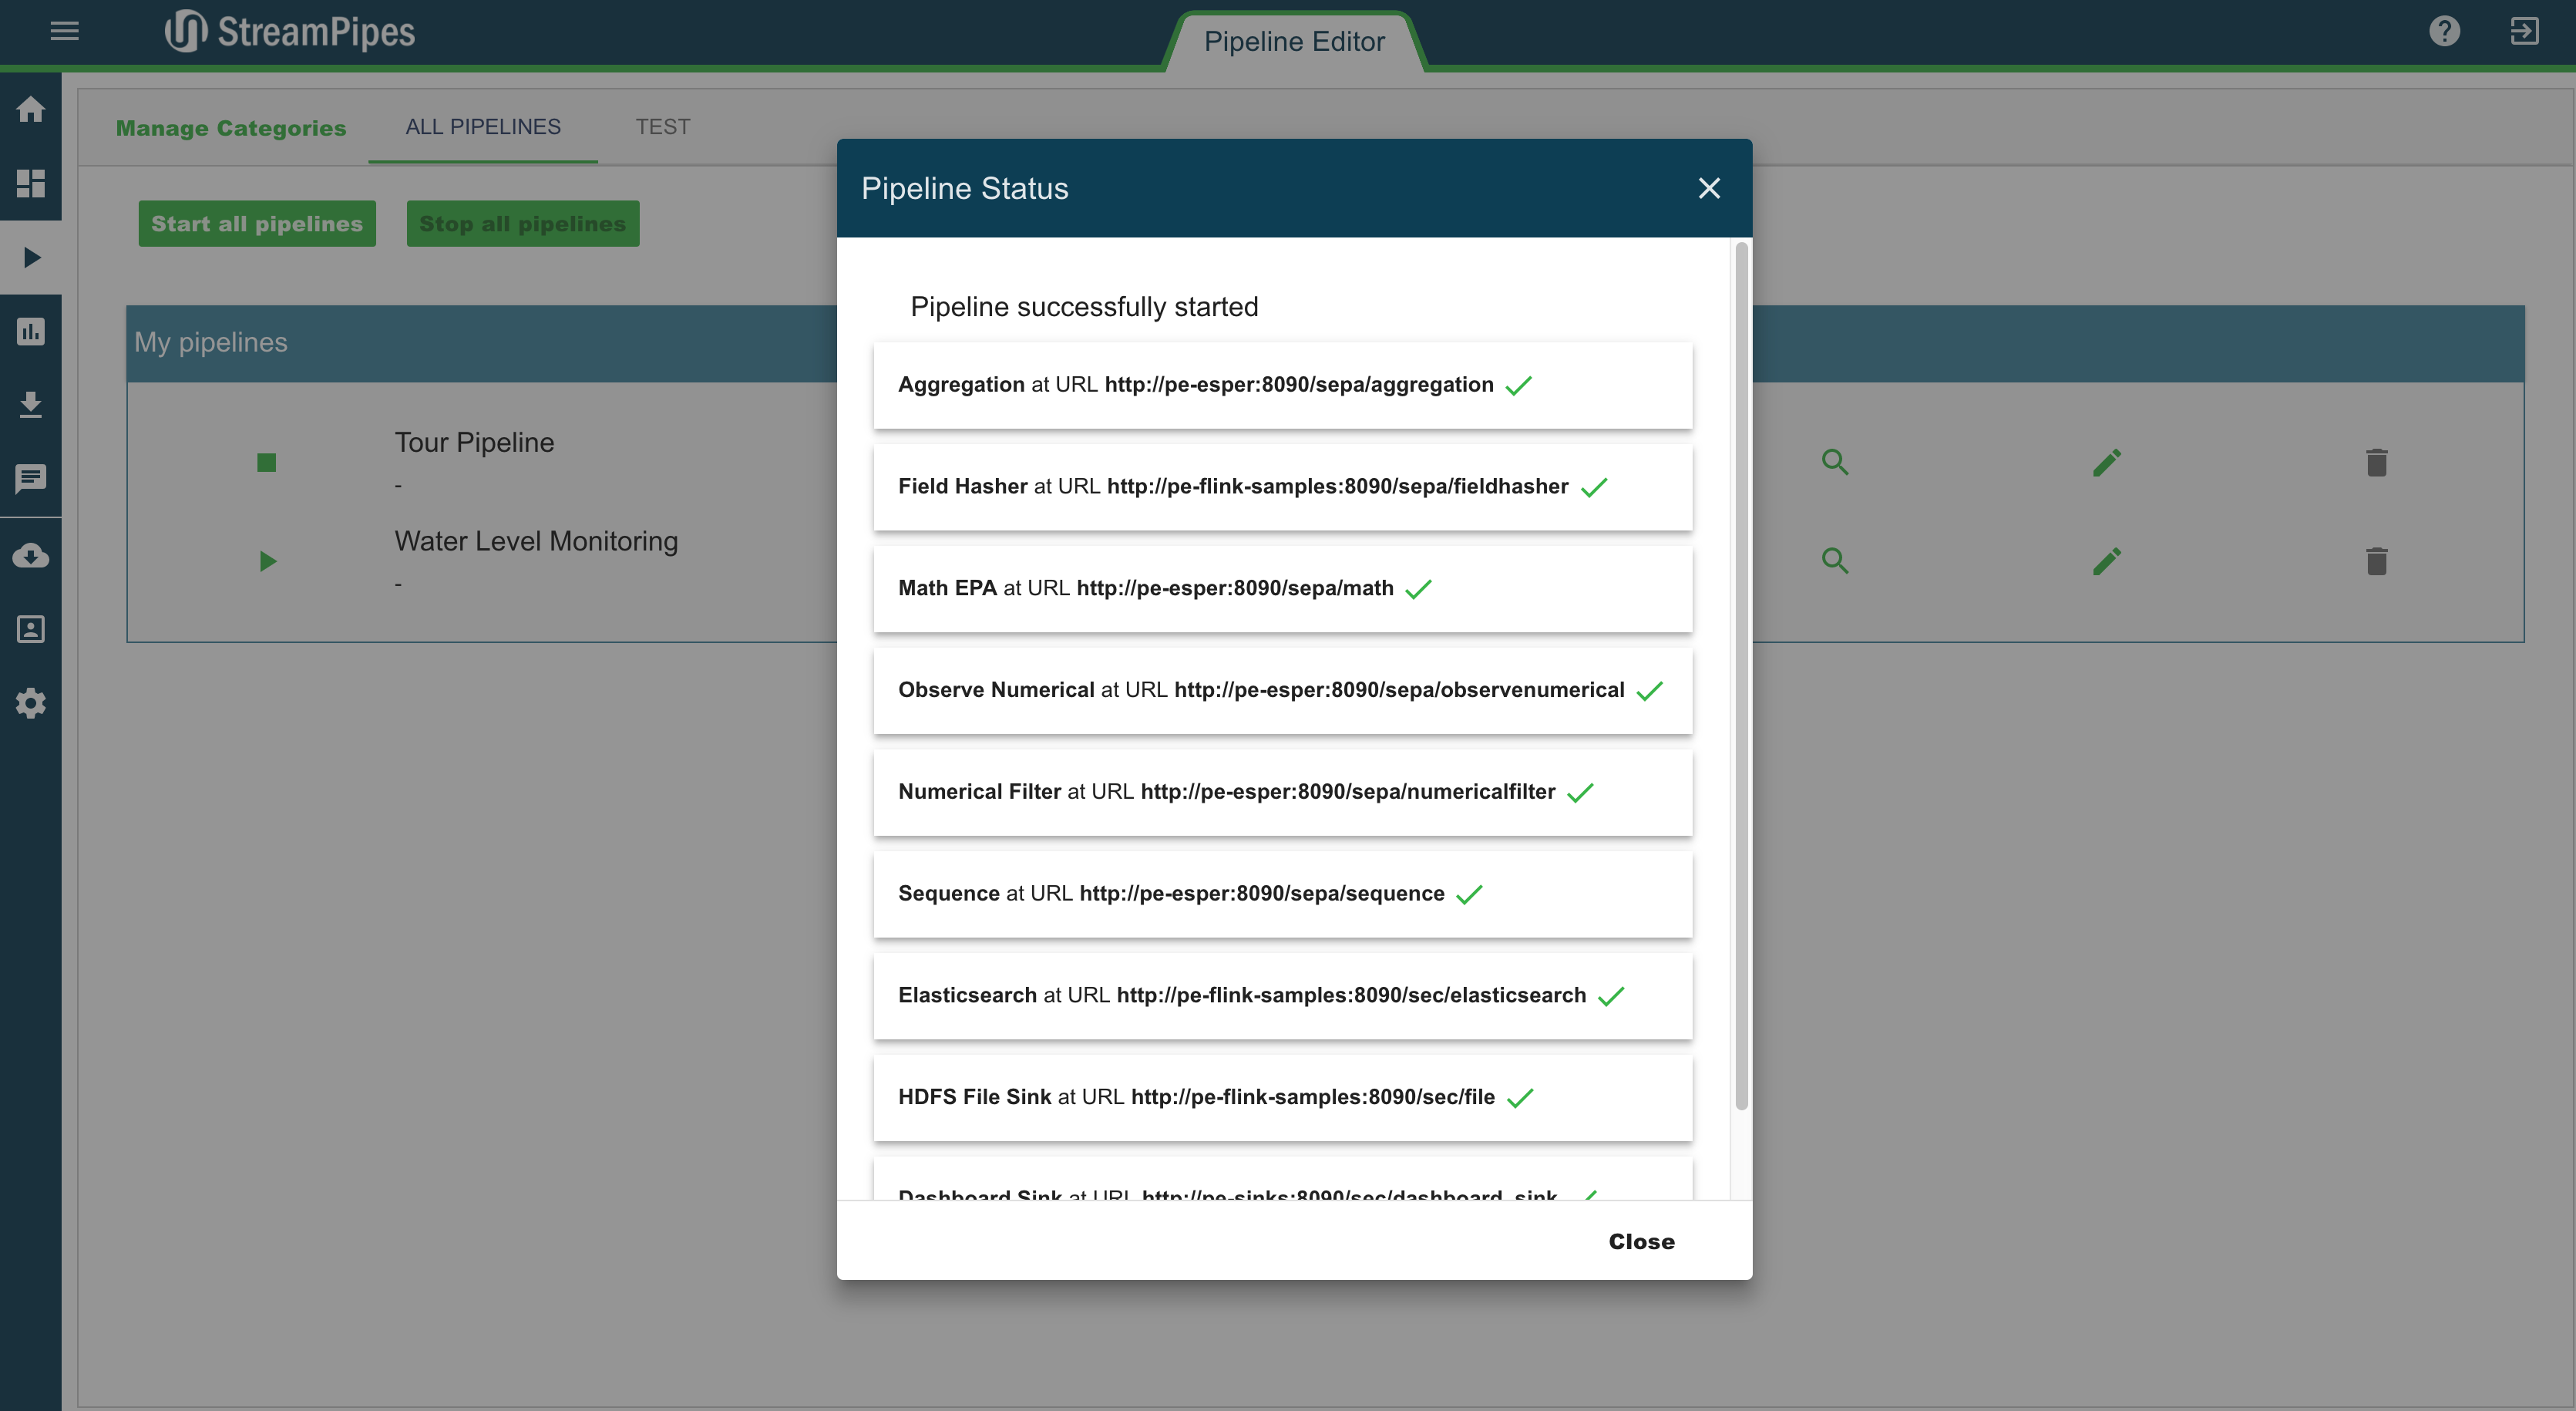 StreamPipes
Pipeline Editor
Manage Categories
ALL PIPELINES
TEST
Start all pipelines
Stop all pipelines
My pipelines
Tour Pipeline
-
Water Level Monitoring
-
Pipeline Status
Pipeline successfully started
Aggregation at URL http://pe-esper:8090/sepa/aggregation
Field Hasher at URL http://pe-flink-samples:8090/sepa/fieldhasher
Math EPA at URL http://pe-esper:8090/sepa/math
Observe Numerical at URL http://pe-esper:8090/sepa/observenumerical
Numerical Filter at URL http://pe-esper:8090/sepa/numericalfilter
Sequence at URL http://pe-esper:8090/sepa/sequence
Elasticsearch at URL http://pe-flink-samples:8090/sec/elasticsearch
HDFS File Sink at URL http://pe-flink-samples:8090/sec/file
Dashboard Sink at URL http://pe-sinks:8090/sec/dashboard_sink
Close